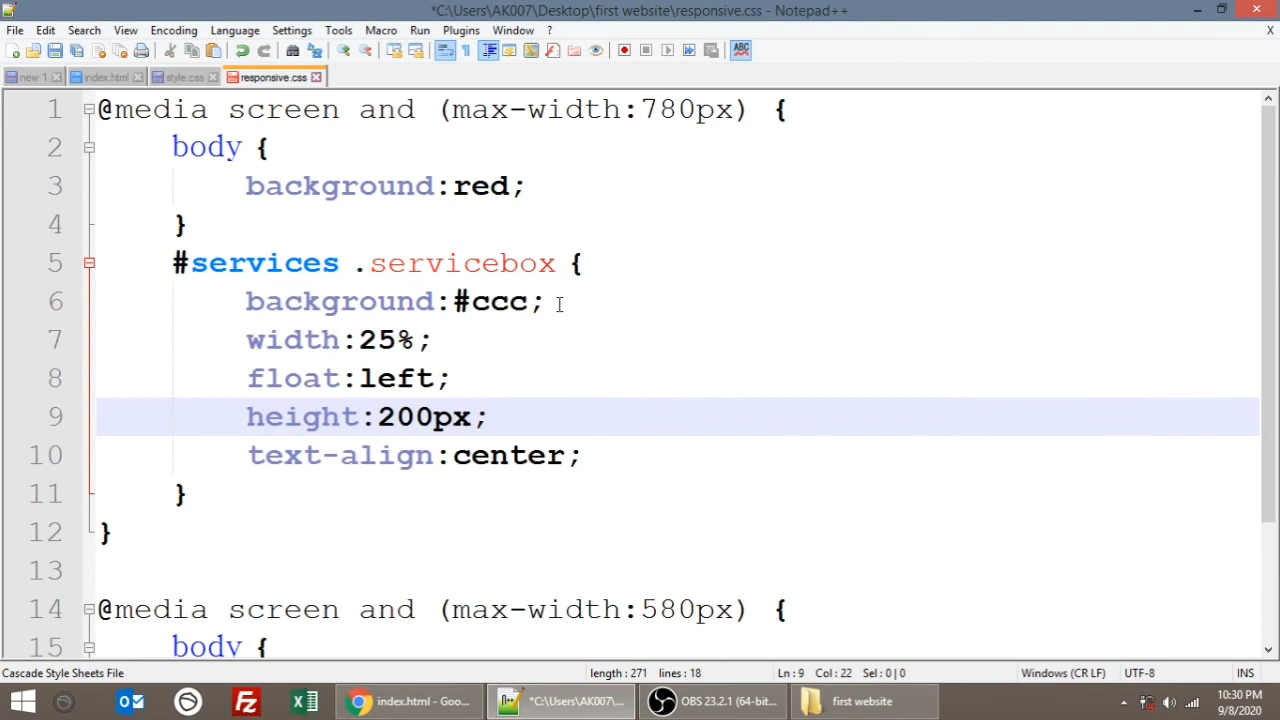 *C:\Users\AK007\Desktop\first website\responsive.css - Notepad++
File Edit Search View Encoding Language Settings Tools Macro Run Plugins Window ? X
new 1 index.html style.css responsive.css
1 @media screen and (max-width:780px) {
2 body {
3 background:red;
4 }
5 #services .servicebox {
6 background:#ccc;
7 width:25%;
8 float:left;
9 height:200px;
10 text-align:center;
11 }
12 }
13
14 @media screen and (max-width:580px) {
15 body {
Cascade Style Sheets File length : 271 lines : 18 Ln : 9 Col : 22 Sel : 0 | 0 Windows (CR LF) UTF-8 INS
index.html - Goo... *C:\Users\AK007\... OBS 23.2.1 (64-bit... first website 10:30 PM
9/8/2020